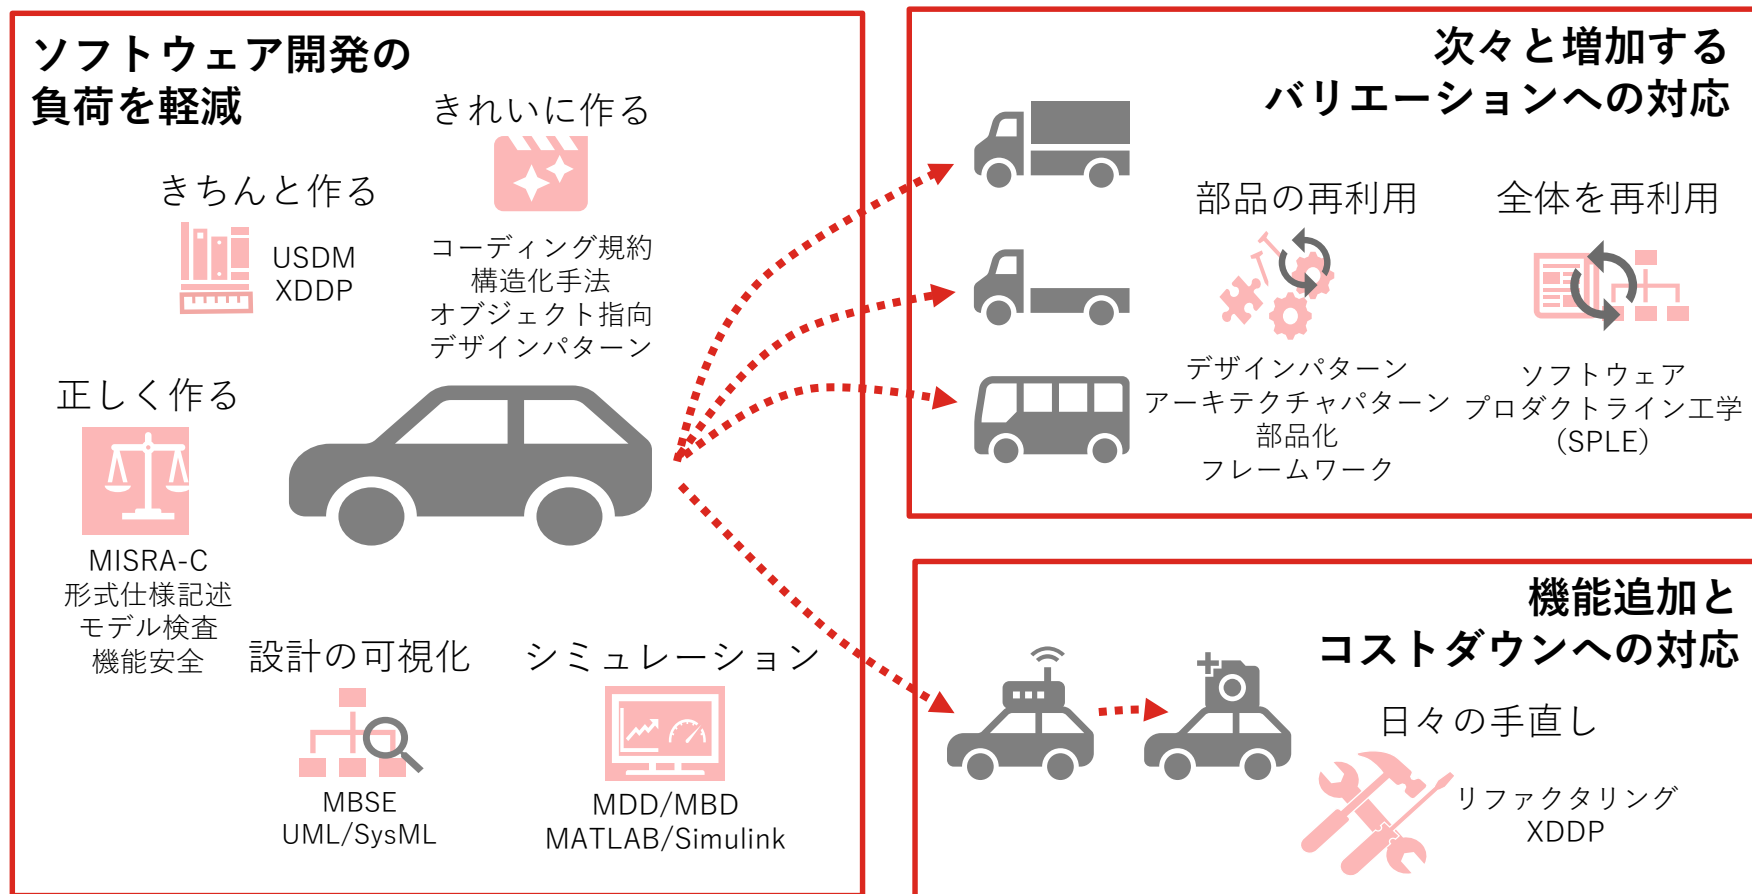 ソフトウェア開発の
負荷を軽減
きれいに作る
コーディング規約
構造化手法
オブジェクト指向
デザインパターン
きちんと作る
USDM
XDDP
正しく作る
MISRA-C
形式仕様記述
モデル検査
機能安全
設計の可視化
MBSE
UML/SysML
シミュレーション
MDD/MBD
MATLAB/Simulink
次々と増加する
バリエーションへの対応
部品の再利用
デザインパターン
アーキテクチャパターン
部品化
フレームワーク
全体を再利用
ソフトウェア
プロダクトライン工学
(SPLE)
機能追加と
コストダウンへの対応
日々の手直し
リファクタリング
XDDP